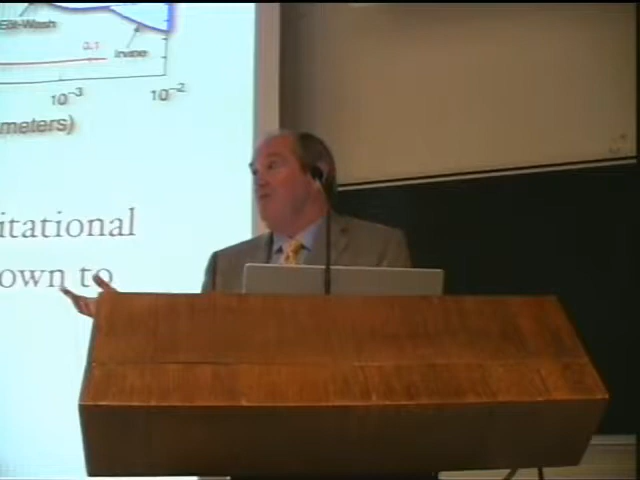 Eöt-Wash
0.1
Irvine
10⁻³ 10⁻²
meters)
itational
own to